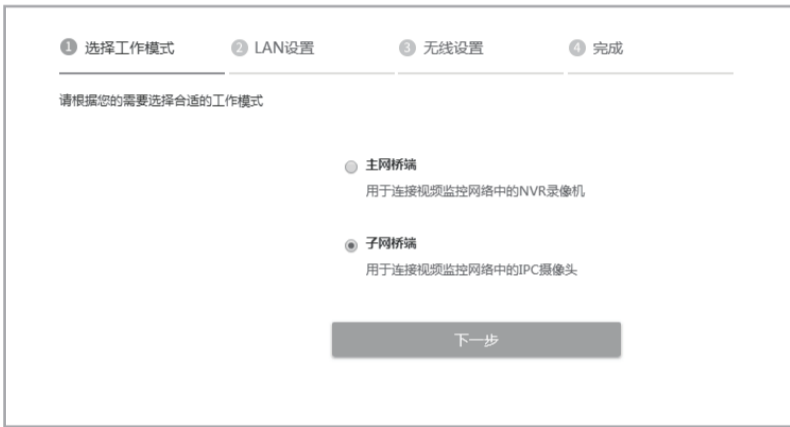 1 选择工作模式 2 LAN设置 3 无线设置 4 完成
请根据您的需要选择合适的工作模式
主网桥端
用于连接视频监控网络中的NVR录像机
子网桥端
用于连接视频监控网络中的IPC摄像头
下一步